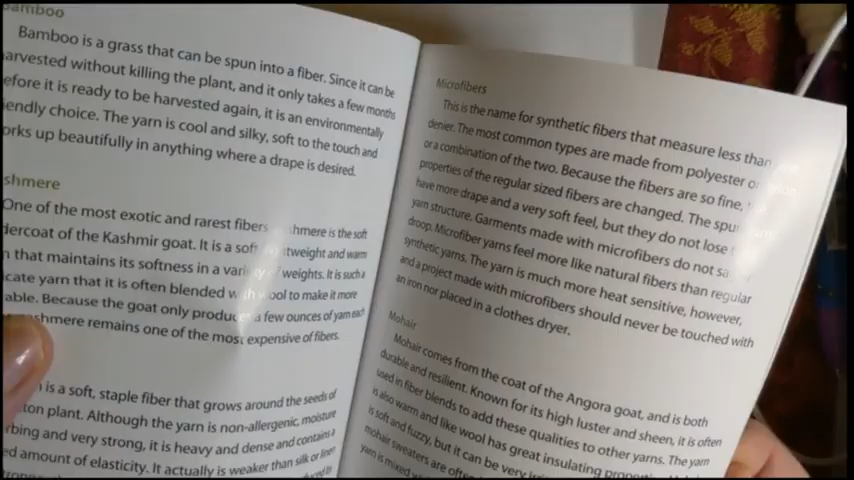 Bamboo is a grass that can be spun into a fiber. Since it can be
harvested without killing the plant, and it only takes a few months
before it is ready to be harvested again, it is an environmentally
The yarn is cool and silky, soft to the touch and
works up beautifully in anything where a drape is desired.
One of the most exotic and rarest fibers is the soft
of the Kashmir goat. It is a soft and warm
that maintains its softness in a variety weights. It is such a
yarn that it is often blended with wool to make it more
Because the goat only produces a few ounces of yarn each
remains one of the most expensive of fibers.
is a soft, staple fiber that grows around the seeds of
plant. Although the yarn is non-allergenic, moisture
and very strong, it is heavy and dense and contains a
amount of elasticity. It actually is weaker than silk or linen
Microfibers
This is the name for synthetic fibers that measure less than
denier. The most common types are made from polyester or
or a combination of the two. Because the fibers are so fine,
properties of the regular sized fibers are changed. The spun
have more drape and a very soft feel, but they do not lose
yarn structure. Garments made with microfibers do not
droop. Microfiber yarns feel more like natural fibers than regular
synthetic yarns. The yarn is much more heat sensitive, however,
and a project made with microfibers should never be touched with
an iron nor placed in a clothes dryer.
Mohair
Mohair comes from the coat of the Angora goat, and is both
durable and resilient. Known for its high luster and sheen, it is often
used in fiber blends to add these qualities to other yarns. The yarn
is also warm and like wool has great insulating
is soft and fuzzy, but it can be very
mohair sweaters are often
yarn is mixed